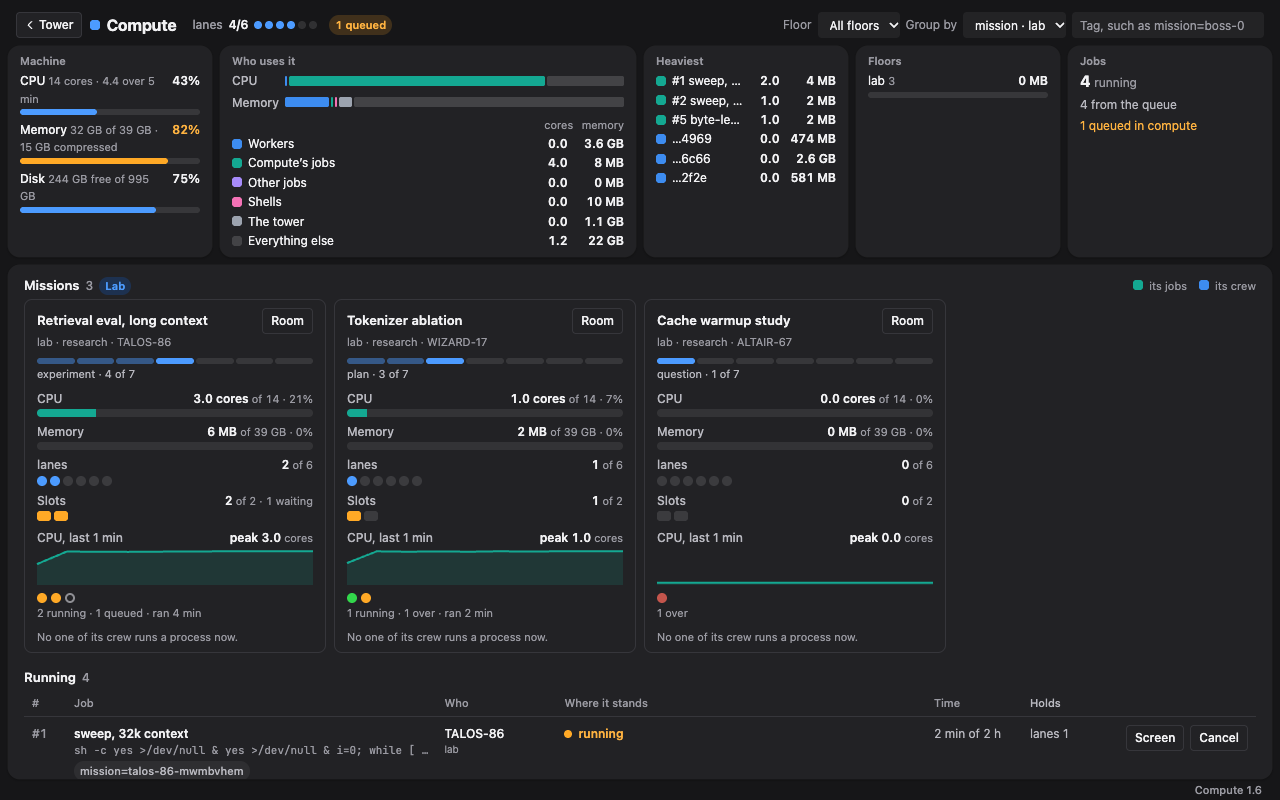 Tower
Compute
lanes 4/6
1 queued
Floor
All floors
Group by
mission · lab
Tag, such as mission=boss-0
Machine
CPU 14 cores · 4.4 over 5 min
43%
Memory 32 GB of 39 GB · 15 GB compressed
82%
Disk 244 GB free of 995 GB
75%
Who uses it
CPU
Memory
cores memory
Workers 0.0 3.6 GB
Compute's jobs 4.0 8 MB
Other jobs 0.0 0 MB
Shells 0.0 10 MB
The tower 0.0 1.1 GB
Everything else 1.2 22 GB
Heaviest
#1 sweep, ... 2.0 4 MB
#2 sweep, ... 1.0 2 MB
#5 byte-le... 1.0 2 MB
...4969 0.0 474 MB
...6c66 0.0 2.6 GB
...2f2e 0.0 581 MB
Floors
lab 3 0 MB
Jobs
4 running
4 from the queue
1 queued in compute
Missions 3 Lab
its jobs its crew
Retrieval eval, long context Room
lab · research · TALOS-86
experiment · 4 of 7
CPU 3.0 cores of 14 · 21%
Memory 6 MB of 39 GB · 0%
lanes 2 of 6
Slots 2 of 2 · 1 waiting
CPU, last 1 min peak 3.0 cores
2 running · 1 queued · ran 4 min
No one of its crew runs a process now.
Tokenizer ablation Room
lab · research · WIZARD-17
plan · 3 of 7
CPU 1.0 cores of 14 · 7%
Memory 2 MB of 39 GB · 0%
lanes 1 of 6
Slots 1 of 2
CPU, last 1 min peak 1.0 cores
1 running · 1 over · ran 2 min
No one of its crew runs a process now.
Cache warmup study Room
lab · research · ALTAIR-67
question · 1 of 7
CPU 0.0 cores of 14 · 0%
Memory 0 MB of 39 GB · 0%
lanes 0 of 6
Slots 0 of 2
CPU, last 1 min peak 0.0 cores
1 over
No one of its crew runs a process now.
Running 4
# Job Who Where it stands Time Holds
#1 sweep, 32k context TALOS-86 running 2 min of 2 h lanes 1 Screen Cancel
sh -c yes >/dev/null & yes >/dev/null & i=0; while [ … lab
mission=talos-86-mwmbvhem
Compute 1.6